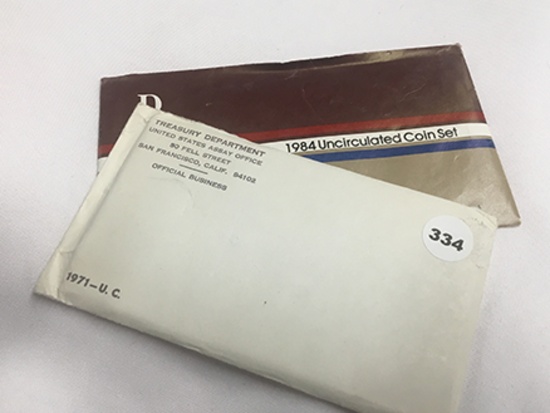 D
1984 Uncirculated Coin Set
TREASURY DEPARTMENT
UNITED STATES ASSAY OFFICE
50 FELL STREET
SAN FRANCISCO, CALIF. 94102
OFFICIAL BUSINESS
334
1971-U. C.